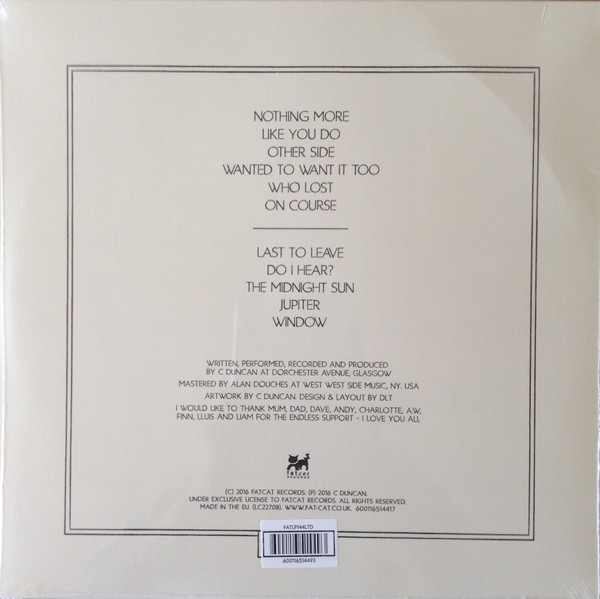 NOTHING MORE
LIKE YOU DO
OTHER SIDE
WANTED TO WANT IT TOO
WHO LOST
ON COURSE
LAST TO LEAVE
DO I HEAR?
THE MIDNIGHT SUN
JUPITER
WINDOW
WRITTEN, PERFORMED, RECORDED AND PRODUCED
BY C DUNCAN AT DORCHESTER AVENUE, GLASGOW
MASTERED BY ALAN DOUCHES AT WEST WEST SIDE MUSIC, NY. USA
ARTWORK BY C DUNCAN. DESIGN & LAYOUT BY DLT
I WOULD LIKE TO THANK MUM, DAD, DAVE, ANDY, CHARLOTTE, A.W,
FINN, LLUIS AND LIAM FOR THE ENDLESS SUPPORT - I LOVE YOU ALL
fatcat
RECORDS
(C) 2016 FATCAT RECORDS. (P) 2016 C DUNCAN.
UNDER EXCLUSIVE LICENSE TO FATCAT RECORDS. ALL RIGHTS RESERVED.
MADE IN THE EU. (LC22708). WWW.FAT-CAT.CO.UK. 600116514417
FATLP144LTD
600116514493